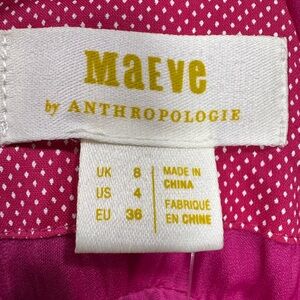 MaEVe
by ANTHROPOLOGIE
UK 8
US 4
EU 36
MADE IN
CHINA
FABRIQUÉ
EN CHINE